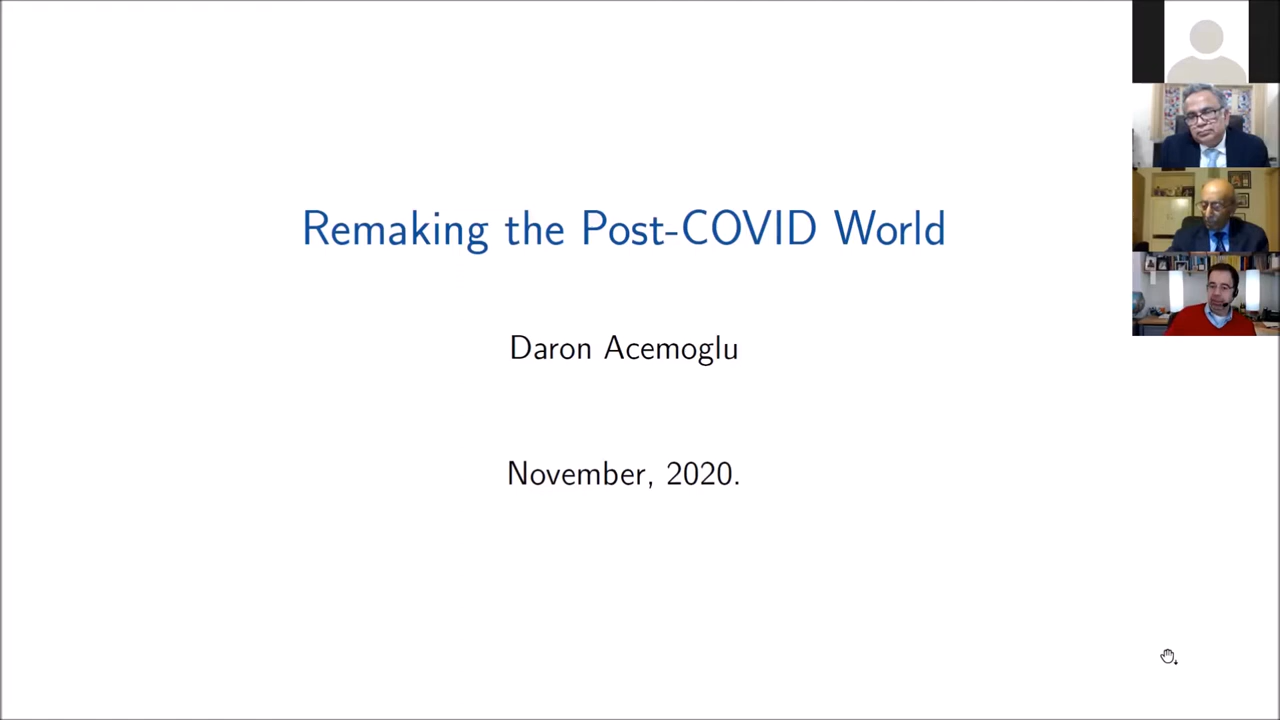 Remaking the Post-COVID World
Daron Acemoglu
November, 2020.